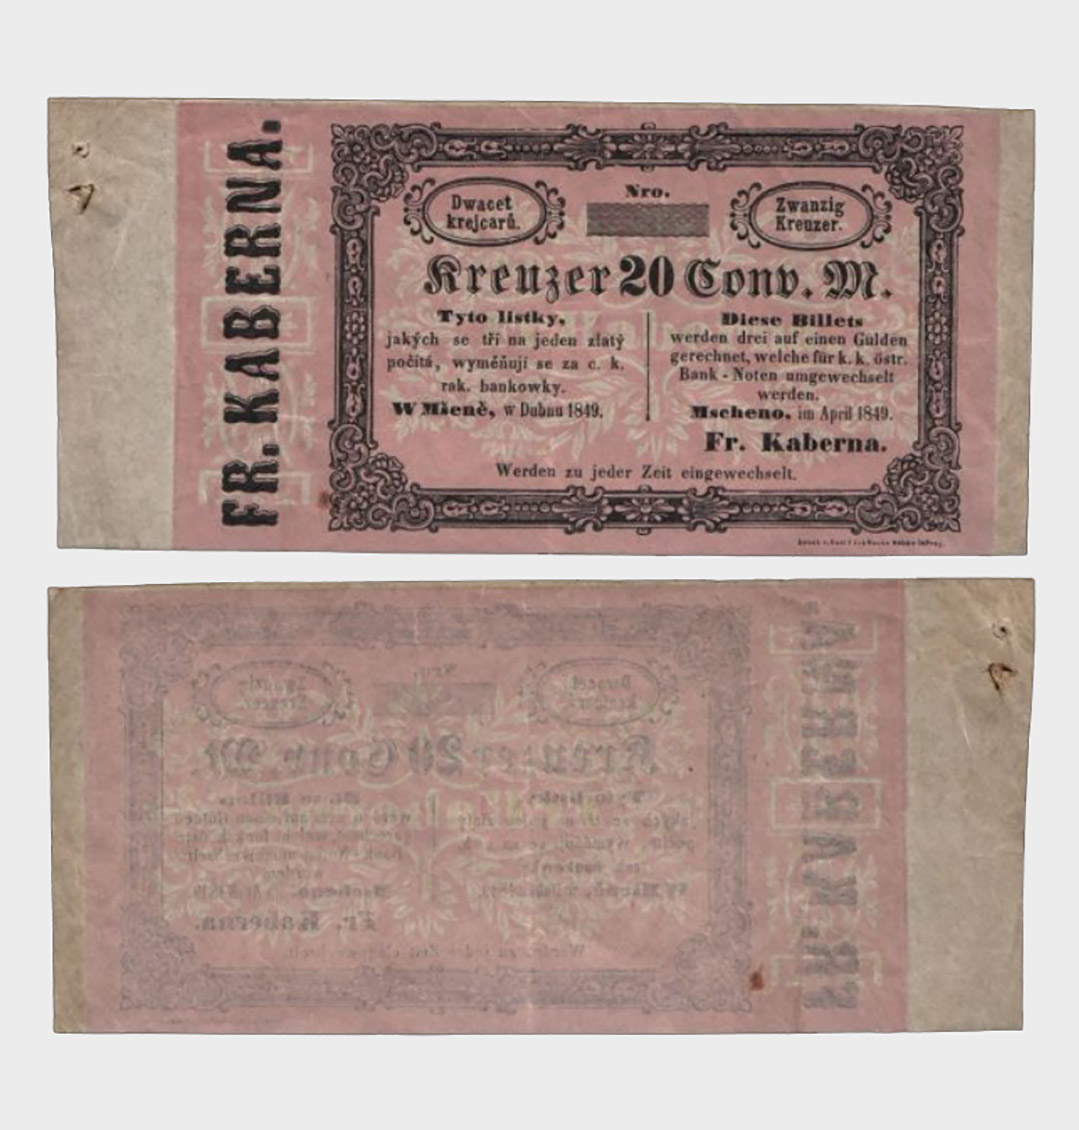 FR. KABERNA.
Nro.
Dwacet
krejcarů.
Zwanzig
Kreuzer.
Kreuzer 20 Conv. M.
Tyto lístky,
jakých se tři na jeden zlatý
počítá, wyměňují se za c. k.
rak. bankowky.
W Mšeně, w Dubnu 1849.
Diese Billets
werden drei auf einen Gulden
gerechnet, welche für k. k. östr.
Bank-Noten umgewechselt
werden.
Mscheno, im April 1849.
Fr. Kaberna.
Werden zu jeder Zeit eingewechselt.